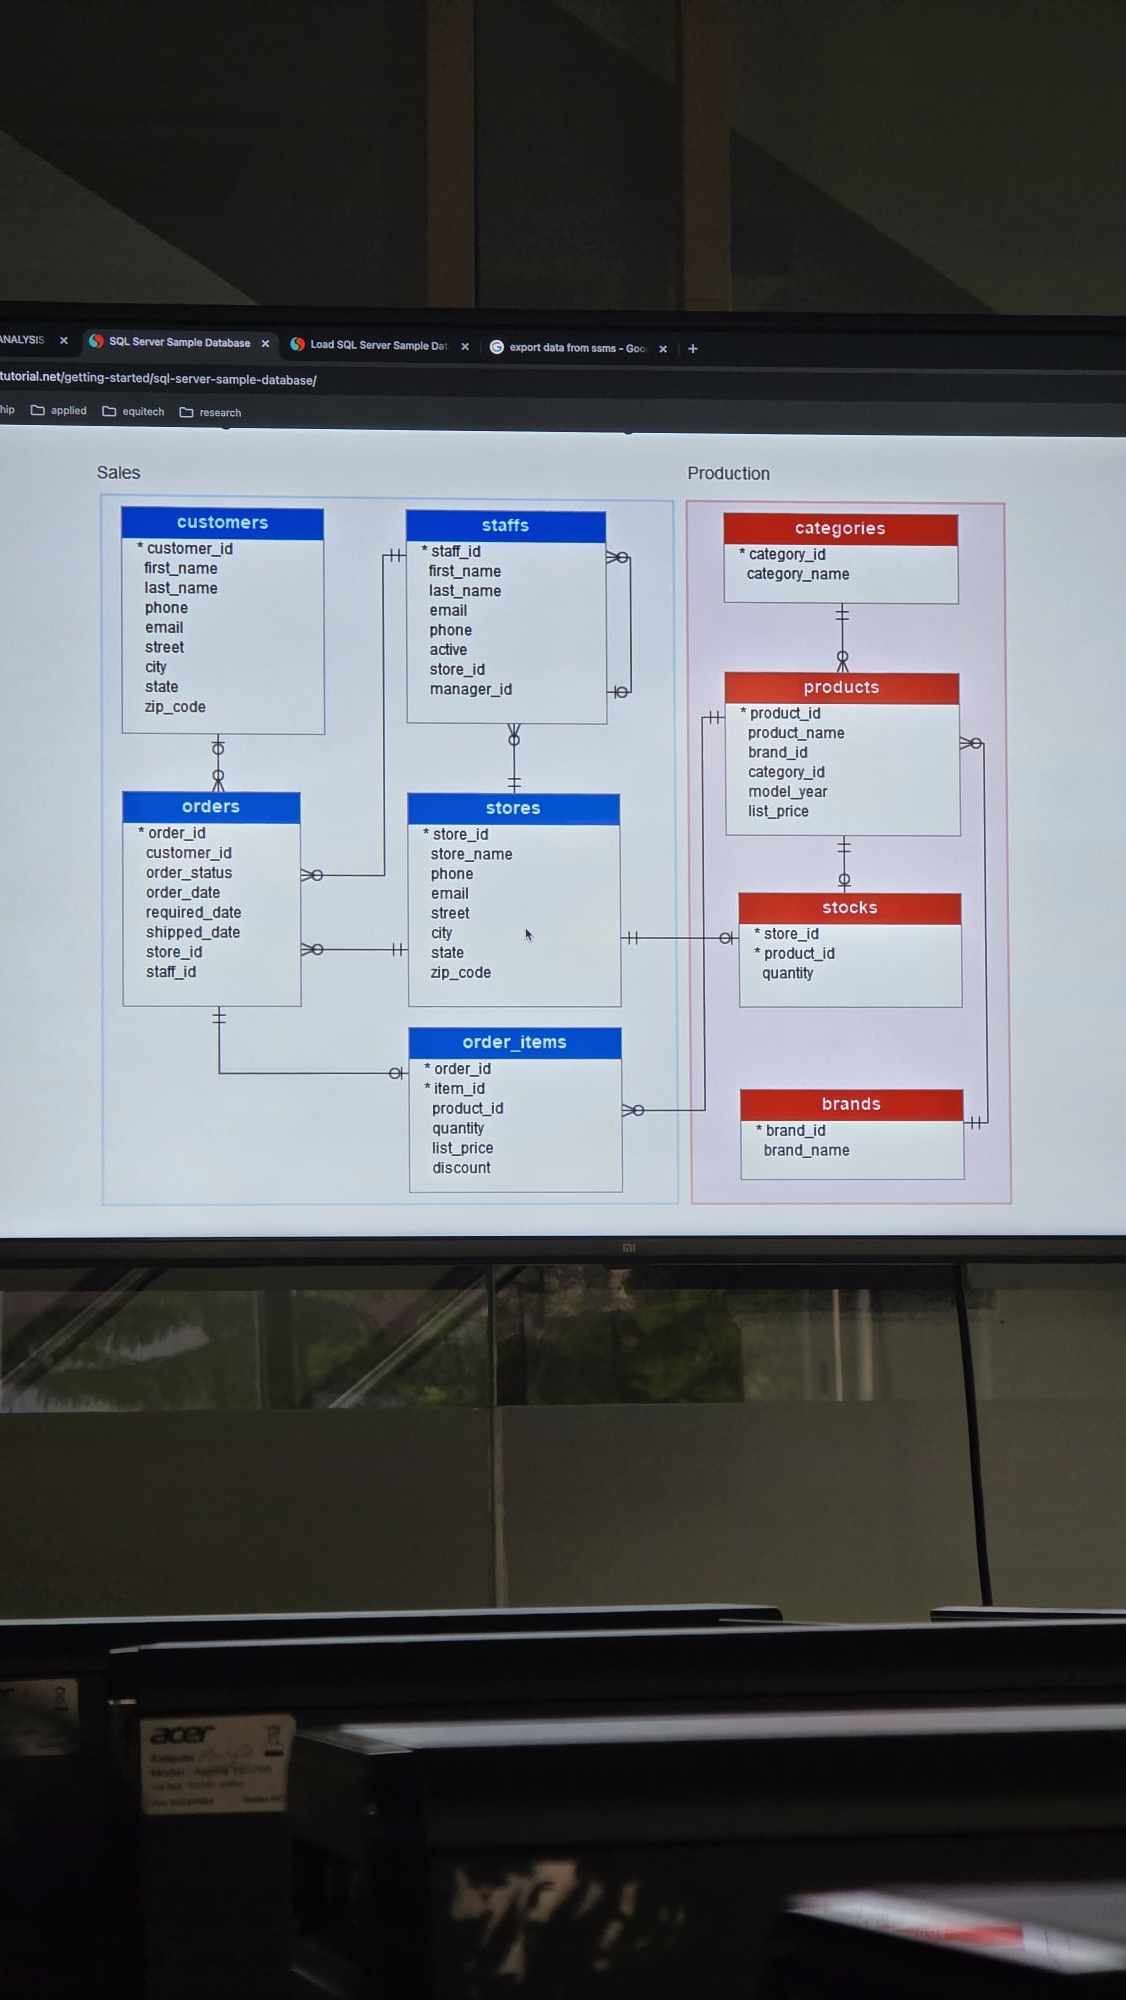 ANALYSIS
SQL Server Sample Database
Load SQL Server Sample Dat
export data from ssms - Goo
tutorial.net/getting-started/sql-server-sample-database/
hip
applied
equitech
research
Sales
customers
* customer_id
first_name
last_name
phone
email
street
city
state
zip_code
staffs
* staff_id
first_name
last_name
email
phone
active
store_id
manager_id
orders
* order_id
customer_id
order_status
order_date
required_date
shipped_date
store_id
staff_id
stores
* store_id
store_name
phone
email
street
city
state
zip_code
order_items
* order_id
* item_id
product_id
quantity
list_price
discount
Production
categories
* category_id
category_name
products
* product_id
product_name
brand_id
category_id
model_year
list_price
stocks
* store_id
* product_id
quantity
brands
* brand_id
brand_name
mi
acer